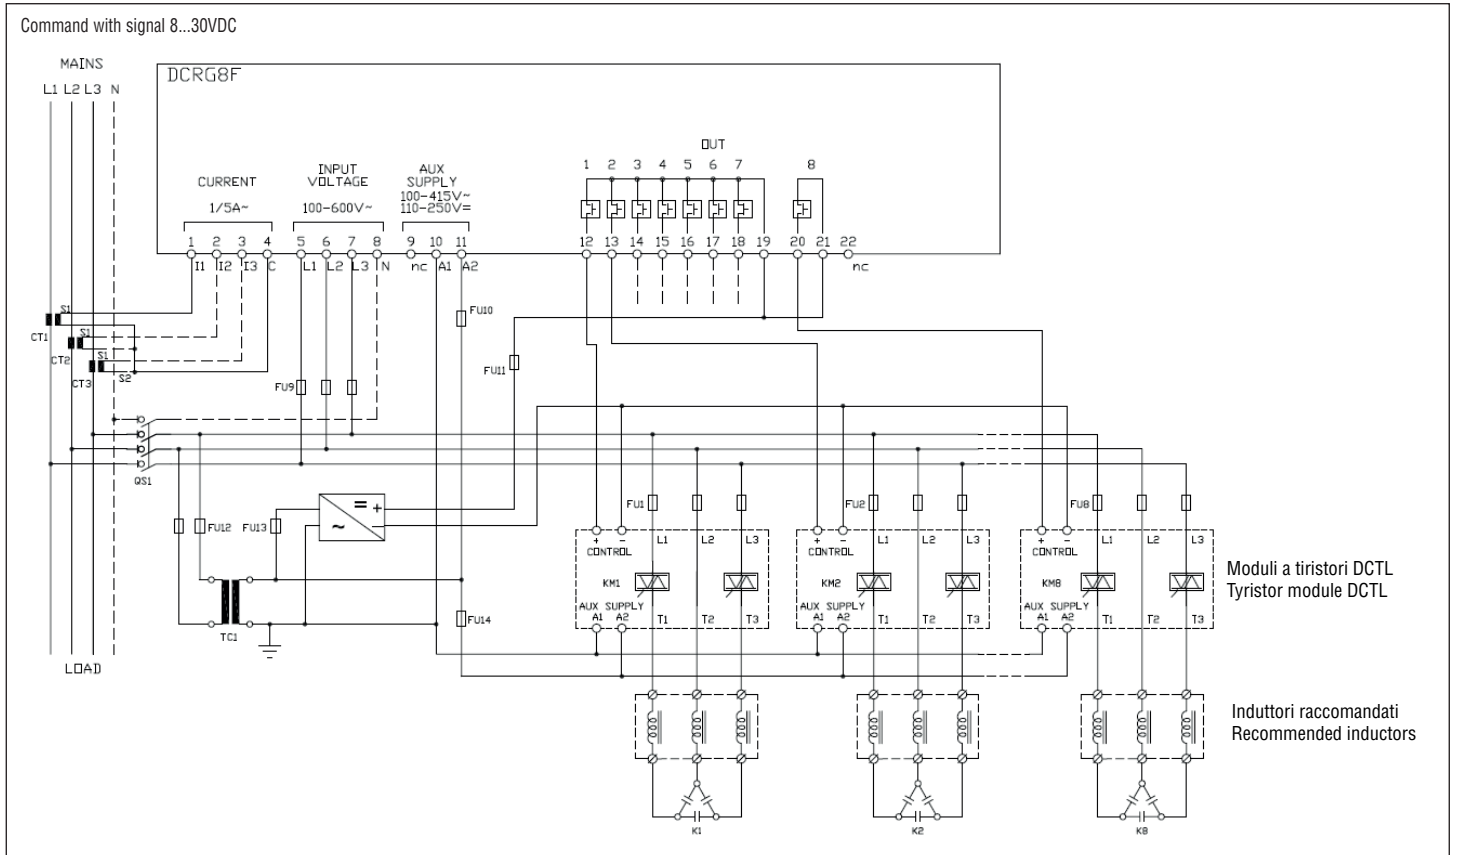 Command with signal 8...30VDC
MAINS
L1 L2 L3 N
DCRG8F
OUT
1 2 3 4 5 6 7 8
CURRENT
1/5A~
INPUT
VOLTAGE
100-600V~
AUX
SUPPLY
100-415V~
110-250V=
1 2 3 4 5 6 7 8 9 10 11 12 13 14 15 16 17 18 19 20 21 22
I1 I2 I3 C L1 L2 L3 N nc A1 A2 nc
S1
CT1
S1
CT2
S1
CT3
S2
FU10
FU11
FU9
QS1
FU12 FU13
= +
~ –
FU1 FU2 FU8
+ – L1 L2 L3
CONTROL
KM1
AUX SUPPLY
A1 A2 T1 T2 T3
+ – L1 L2 L3
CONTROL
KM2
AUX SUPPLY
A1 A2 T1 T2 T3
+ – L1 L2 L3
CONTROL
KM8
AUX SUPPLY
A1 A2 T1 T2 T3
Moduli a tiristori DCTL
Tyristor module DCTL
TC1
FU14
LOAD
Induttori raccomandati
Recommended inductors
K1 K2 K8